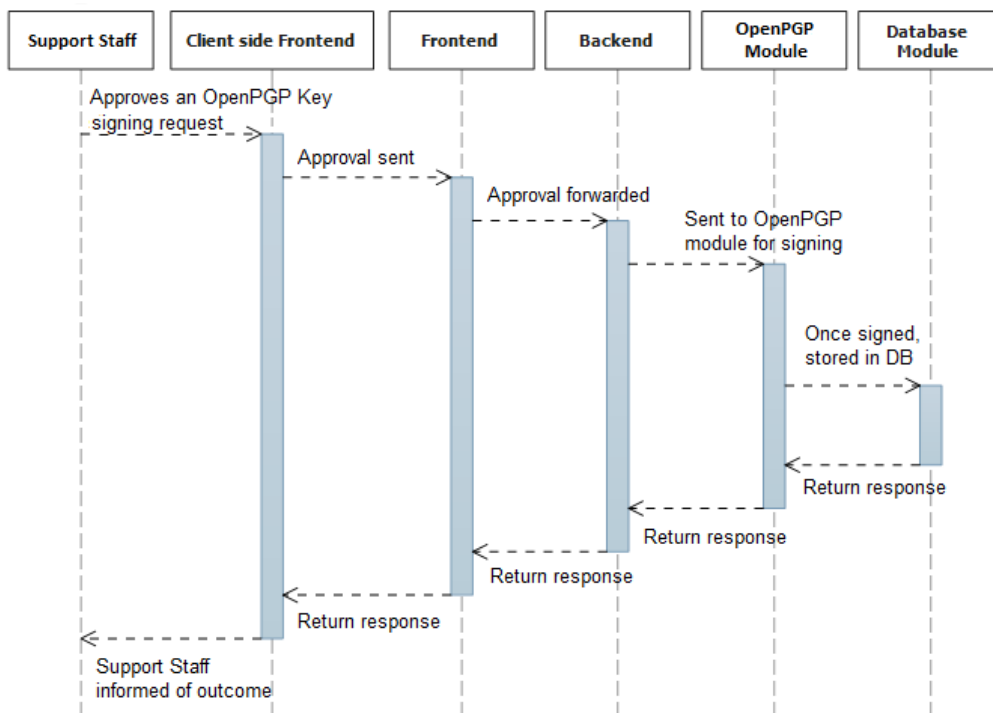 Support Staff
Client side Frontend
Frontend
Backend
OpenPGP
Module
Database
Module
Approves an OpenPGP Key
signing request
Approval sent
Approval forwarded
Sent to OpenPGP
module for signing
Once signed,
stored in DB
Return response
Return response
Return response
Return response
Support Staff
informed of outcome